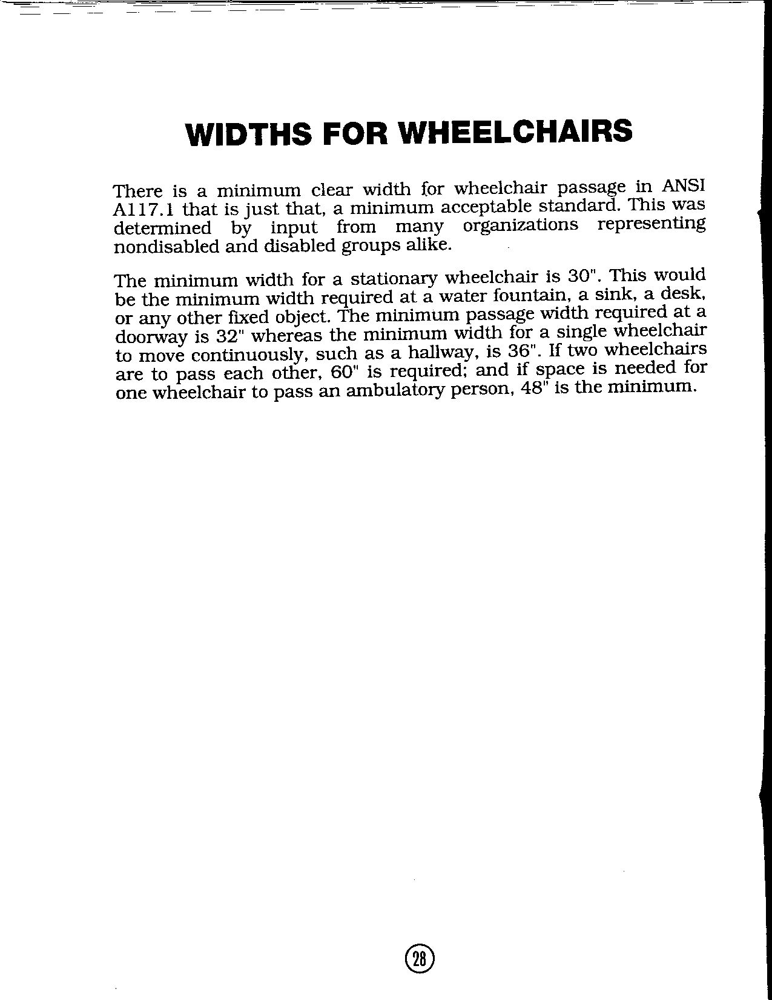 WIDTHS FOR WHEELCHAIRS
There is a minimum clear width for wheelchair passage in ANSI
A117.1 that is just that, a minimum acceptable standard. This was
determined by input from many organizations representing
nondisabled and disabled groups alike.
The minimum width for a stationary wheelchair is 30". This would
be the minimum width required at a water fountain, a sink, a desk,
or any other fixed object. The minimum passage width required at a
doorway is 32" whereas the minimum width for a single wheelchair
to move continuously, such as a hallway, is 36". If two wheelchairs
are to pass each other, 60" is required; and if space is needed for
one wheelchair to pass an ambulatory person, 48" is the minimum.
28